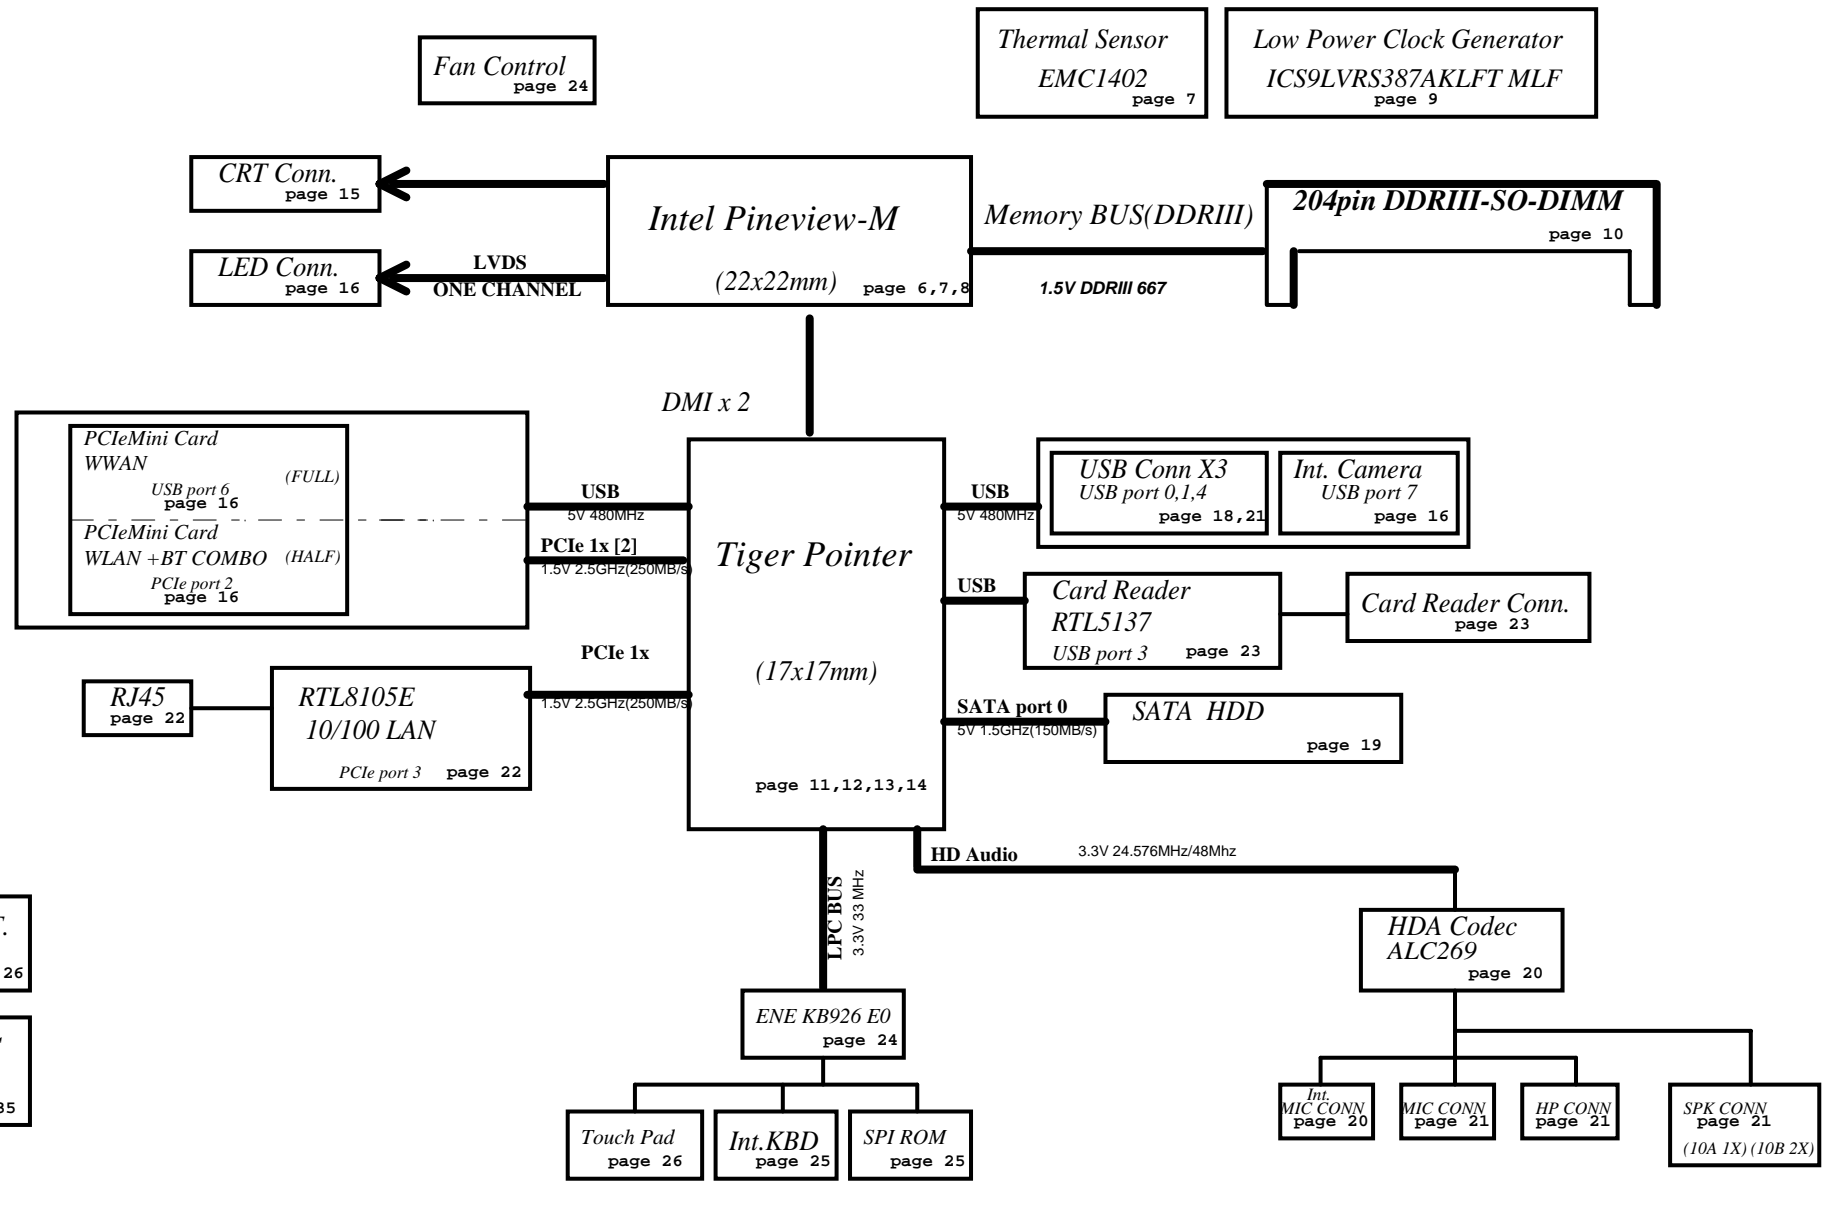 Fan Control
page 24
Thermal Sensor
EMC1402
page 7
Low Power Clock Generator
ICS9LVRS387AKLFT MLF
page 9
CRT Conn.
page 15
Intel Pineview-M
(22x22mm)
page 6,7,8
Memory BUS(DDRIII)
1.5V DDRIII 667
204pin DDRIII-SO-DIMM
page 10
LED Conn.
page 16
LVDS
ONE CHANNEL
DMI x 2
PCIeMini Card
WWAN
(FULL)
USB port 6
page 16
PCIeMini Card
WLAN +BT COMBO
(HALF)
PCIe port 2
page 16
USB
5V 480MHz
PCIe 1x [2]
1.5V 2.5GHz(250MB/s)
Tiger Pointer
(17x17mm)
page 11,12,13,14
USB
5V 480MHz
USB Conn X3
USB port 0,1,4
page 18,21
Int. Camera
USB port 7
page 16
USB
Card Reader
RTL5137
USB port 3
page 23
Card Reader Conn.
page 23
PCIe 1x
1.5V 2.5GHz(250MB/s)
RJ45
page 22
RTL8105E
10/100 LAN
PCIe port 3
page 22
SATA port 0
5V 1.5GHz(150MB/s)
SATA HDD
page 19
HD Audio
3.3V 24.576MHz/48Mhz
LPC BUS
3.3V 33 MHz
26
35
HDA Codec
ALC269
page 20
ENE KB926 E0
page 24
Touch Pad
page 26
Int.KBD
page 25
SPI ROM
page 25
Int.
MIC CONN
page 20
MIC CONN
page 21
HP CONN
page 21
SPK CONN
page 21
(10A 1X) (10B 2X)